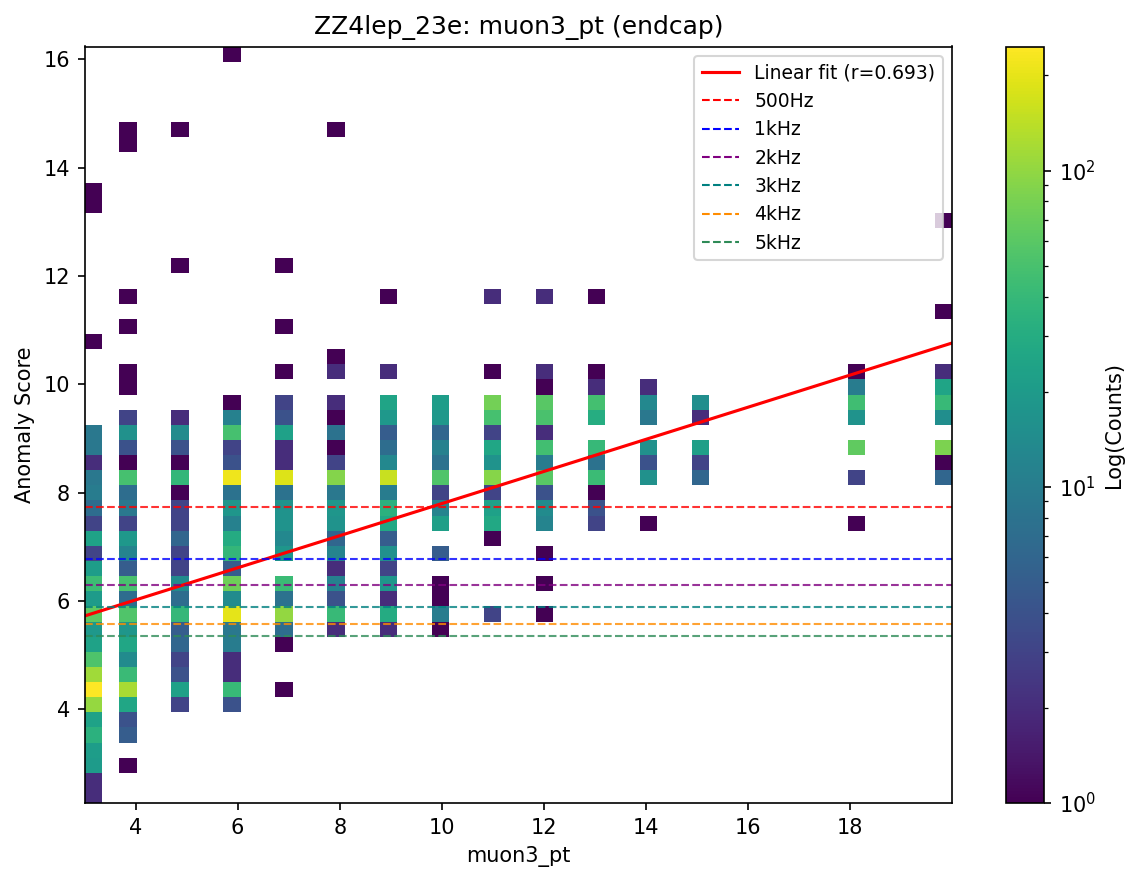 ZZ4lep_23e: muon3_pt (endcap)
16
14
12
10
8
6
4
Anomaly Score
4
6
8
10
12
14
16
18
muon3_pt
Linear fit (r=0.693)
500Hz
1kHz
2kHz
3kHz
4kHz
5kHz
10²
10¹
10⁰
Log(Counts)